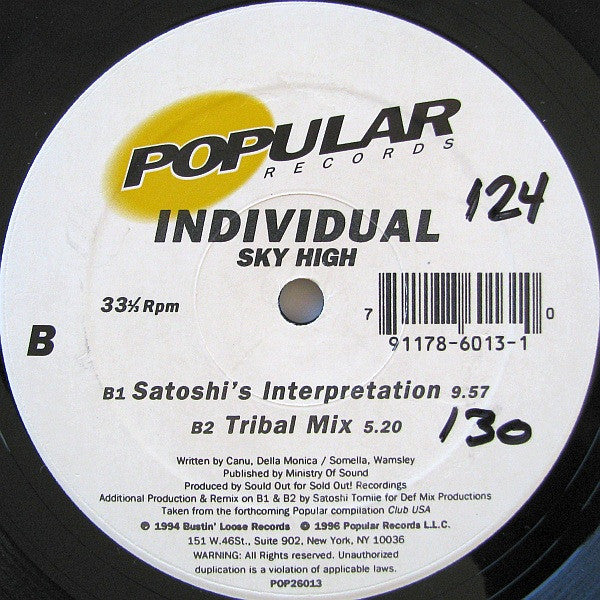 POPULAR
RECORDS
124
INDIVIDUAL
SKY HIGH
33⅓ Rpm
7 91178-6013-1 0
B
B1 Satoshi's Interpretation 9.57
B2 Tribal Mix 5.20
130
Written by Canu, Della Monica / Somella, Wamsley
Published by Ministry Of Sound
Produced by Sould Out for Sold Out! Recordings
Additional Production & Remix on B1 & B2 by Satoshi Tomiie for Def Mix Productions
Taken from the forthcoming Popular compilation Club USA
℗ 1994 Bustin' Loose Records © 1996 Popular Records L.L.C.
151 W.46St., Suite 902, New York, NY 10036
WARNING: All Rights reserved. Unauthorized
duplication is a violation of applicable laws.
POP26013